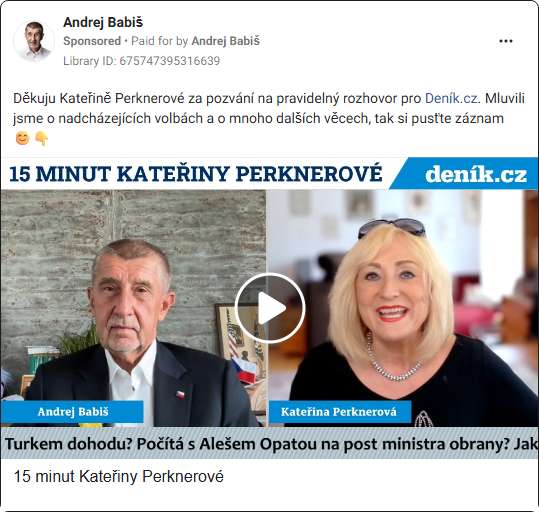 Andrej Babiš
Sponsored • Paid for by Andrej Babiš
Library ID: 675747395316639
Děkuju Kateřině Perknerové za pozvání na pravidelný rozhovor pro Deník.cz. Mluvili
jsme o nadcházejících volbách a o mnoho dalších věcech, tak si pusťte záznam
😊👇
15 MINUT KATEŘINY PERKNEROVÉ
deník.cz
Andrej Babiš
Kateřina Perknerová
Turkem dohodu? Počítá s Alešem Opatou na post ministra obrany? Jak
15 minut Kateřiny Perknerové